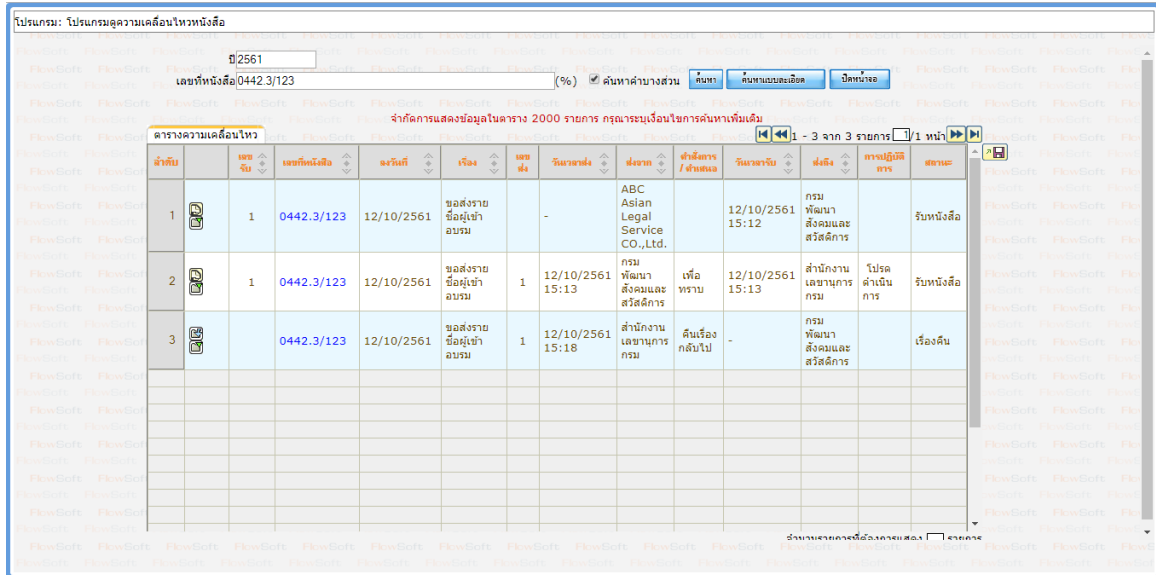 โปรแกรม: โปรแกรมดูความเคลื่อนไหวหนังสือ
ปี 2561
เลขที่หนังสือ 0442.3/123 (%) ค้นหาคำบางส่วน ค้นหา ค้นหาแบบละเอียด ปิดหน้าจอ
จำกัดการแสดงข้อมูลในตาราง 2000 รายการ กรุณาระบุเงื่อนไขการค้นหาเพิ่มเติม
ตารางความเคลื่อนไหว 1 - 3 จาก 3 รายการ 1 /1 หน้า
ลำดับ เลขรับ เลขที่หนังสือ ลงวันที่ เรื่อง เลขส่ง วันเวลาส่ง ส่งจาก คำสั่งการ / คำเสนอ วันเวลารับ ส่งถึง การปฏิบัติการ สถานะ
1 1 0442.3/123 12/10/2561 ขอส่งรายชื่อผู้เข้าอบรม - ABC Asian Legal Service CO.,Ltd. 12/10/2561 15:12 กรมพัฒนาสังคมและสวัสดิการ รับหนังสือ
2 1 0442.3/123 12/10/2561 ขอส่งรายชื่อผู้เข้าอบรม 1 12/10/2561 15:13 กรมพัฒนาสังคมและสวัสดิการ เพื่อทราบ 12/10/2561 15:13 สำนักงานเลขานุการกรม โปรดดำเนินการ รับหนังสือ
3 0442.3/123 12/10/2561 ขอส่งรายชื่อผู้เข้าอบรม 1 12/10/2561 15:18 สำนักงานเลขานุการกรม คืนเรื่องกลับไป - กรมพัฒนาสังคมและสวัสดิการ เรื่องคืน
จำนวนรายการที่ต้องการแสดง รายการ